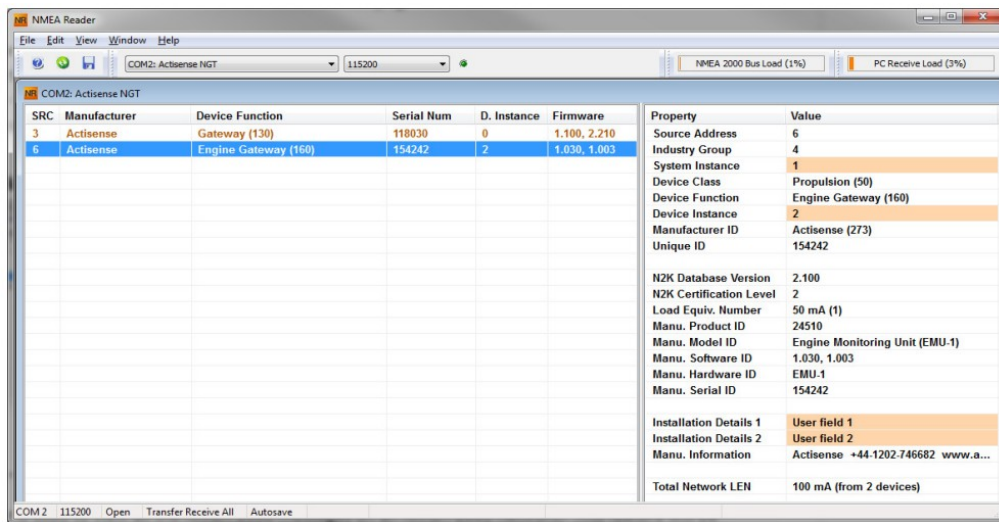 NMEA Reader
File Edit View Window Help
COM2: Actisense NGT 115200 NMEA 2000 Bus Load (1%) PC Receive Load (3%)
COM2: Actisense NGT
SRC Manufacturer Device Function Serial Num D. Instance Firmware
3 Actisense Gateway (130) 118030 0 1.100, 2.210
6 Actisense Engine Gateway (160) 154242 2 1.030, 1.003
Property Value
Source Address 6
Industry Group 4
System Instance 1
Device Class Propulsion (50)
Device Function Engine Gateway (160)
Device Instance 2
Manufacturer ID Actisense (273)
Unique ID 154242
N2K Database Version 2.100
N2K Certification Level 2
Load Equiv. Number 50 mA (1)
Manu. Product ID 24510
Manu. Model ID Engine Monitoring Unit (EMU-1)
Manu. Software ID 1.030, 1.003
Manu. Hardware ID EMU-1
Manu. Serial ID 154242
Installation Details 1 User field 1
Installation Details 2 User field 2
Manu. Information Actisense +44-1202-746682 www.a...
Total Network LEN 100 mA (from 2 devices)
COM 2 115200 Open Transfer Receive All Autosave